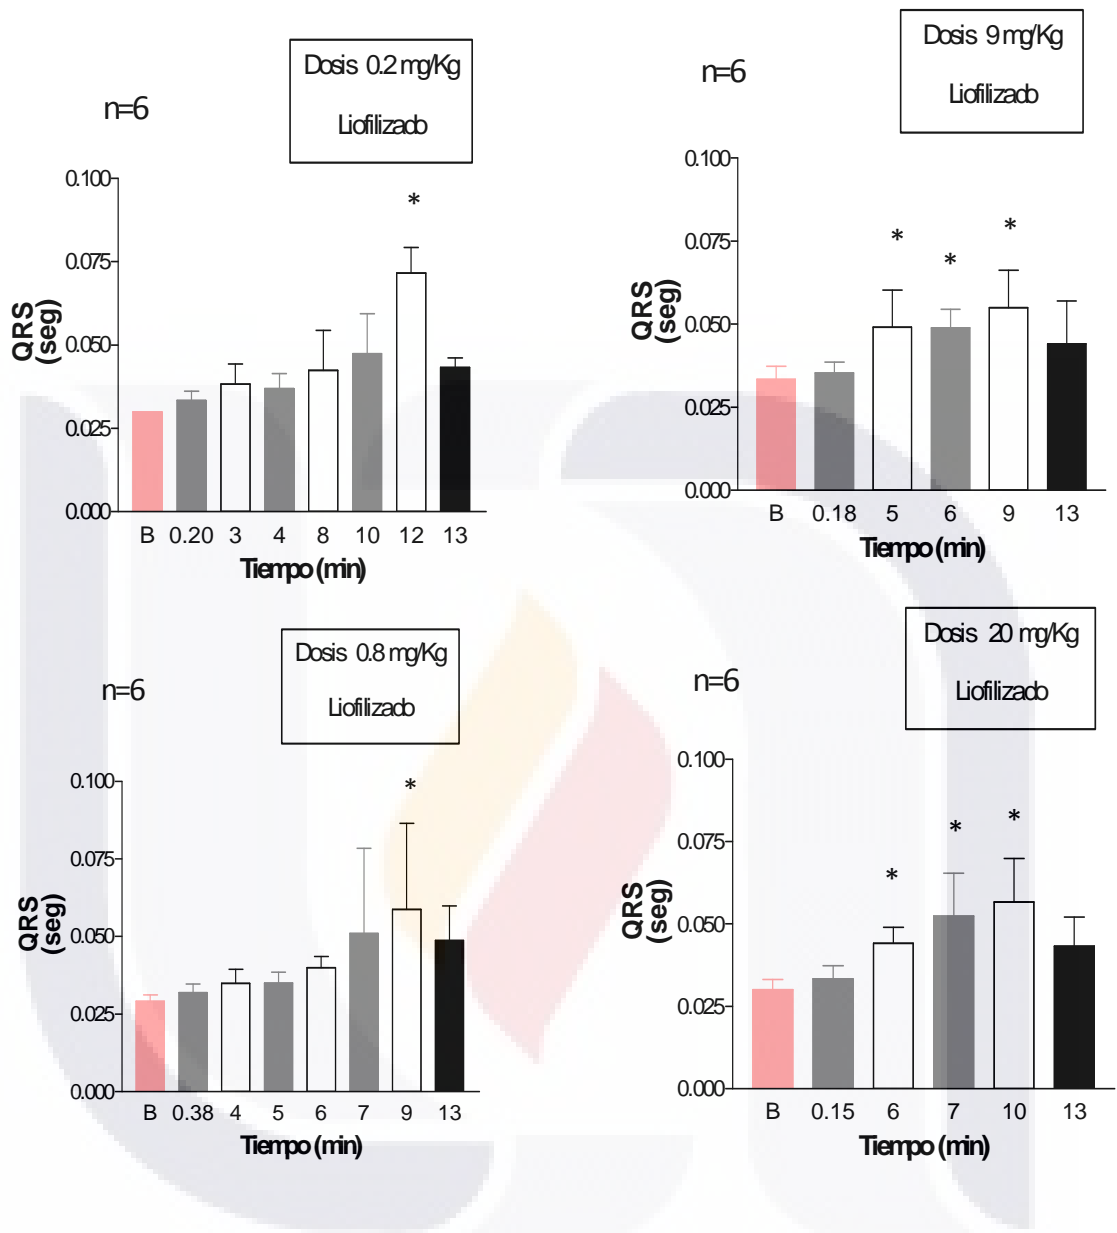 Dosis 0.2 mg/Kg
Liofilizado
n=6
0.100
0.075
0.050
0.025
0.000
QRS
(seg)
*
B 0.20 3 4 8 10 12 13
Tiempo (min)
Dosis 9 mg/Kg
Liofilizado
n=6
0.100
0.075
0.050
0.025
0.000
QRS
(seg)
* * *
B 0.18 5 6 9 13
Tiempo (min)
Dosis 0.8 mg/Kg
Liofilizado
n=6
0.100
0.075
0.050
0.025
0.000
QRS
(seg)
*
B 0.38 4 5 6 7 9 13
Tiempo (min)
Dosis 20 mg/Kg
Liofilizado
n=6
0.100
0.075
0.050
0.025
0.000
QRS
(seg)
* * *
B 0.15 6 7 10 13
Tiempo (min)